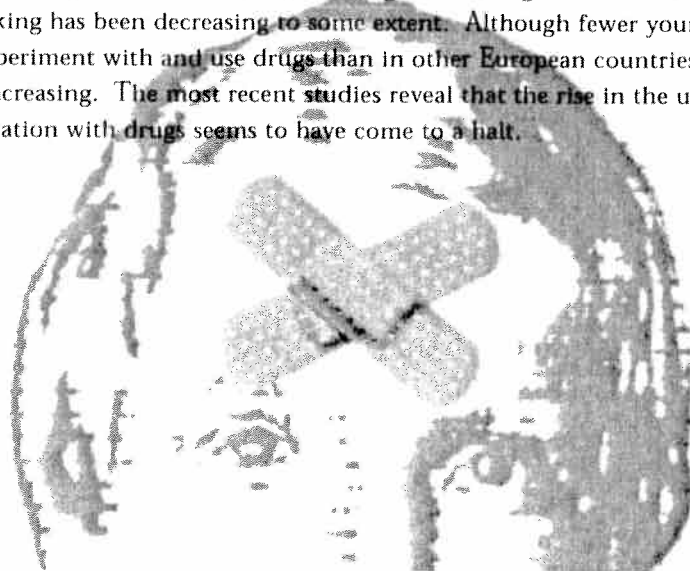 king has been decreasing to some extent. Although fewer your
periment with and use drugs than in other European countries
creasing. The most recent studies reveal that the rise in the u
ation with drugs seems to have come to a halt.